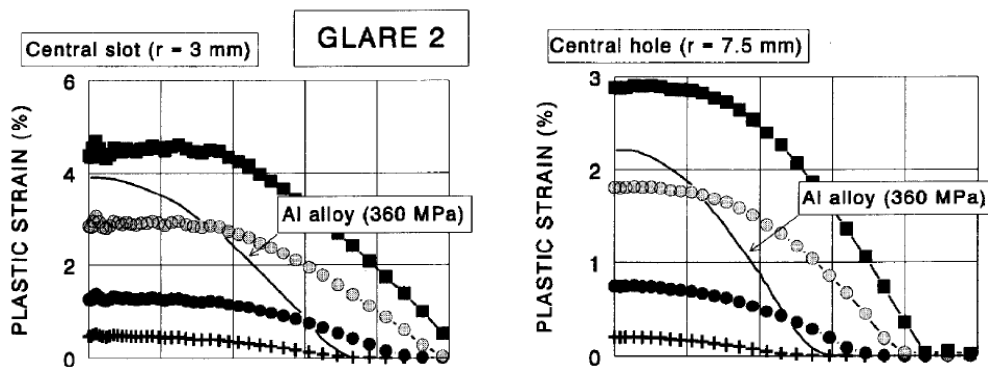 Central slot (r = 3 mm)
GLARE 2
Central hole (r = 7.5 mm)
PLASTIC STRAIN (%)
6
4
2
0
Al alloy (360 MPa)
PLASTIC STRAIN (%)
3
2
1
0
Al alloy (360 MPa)